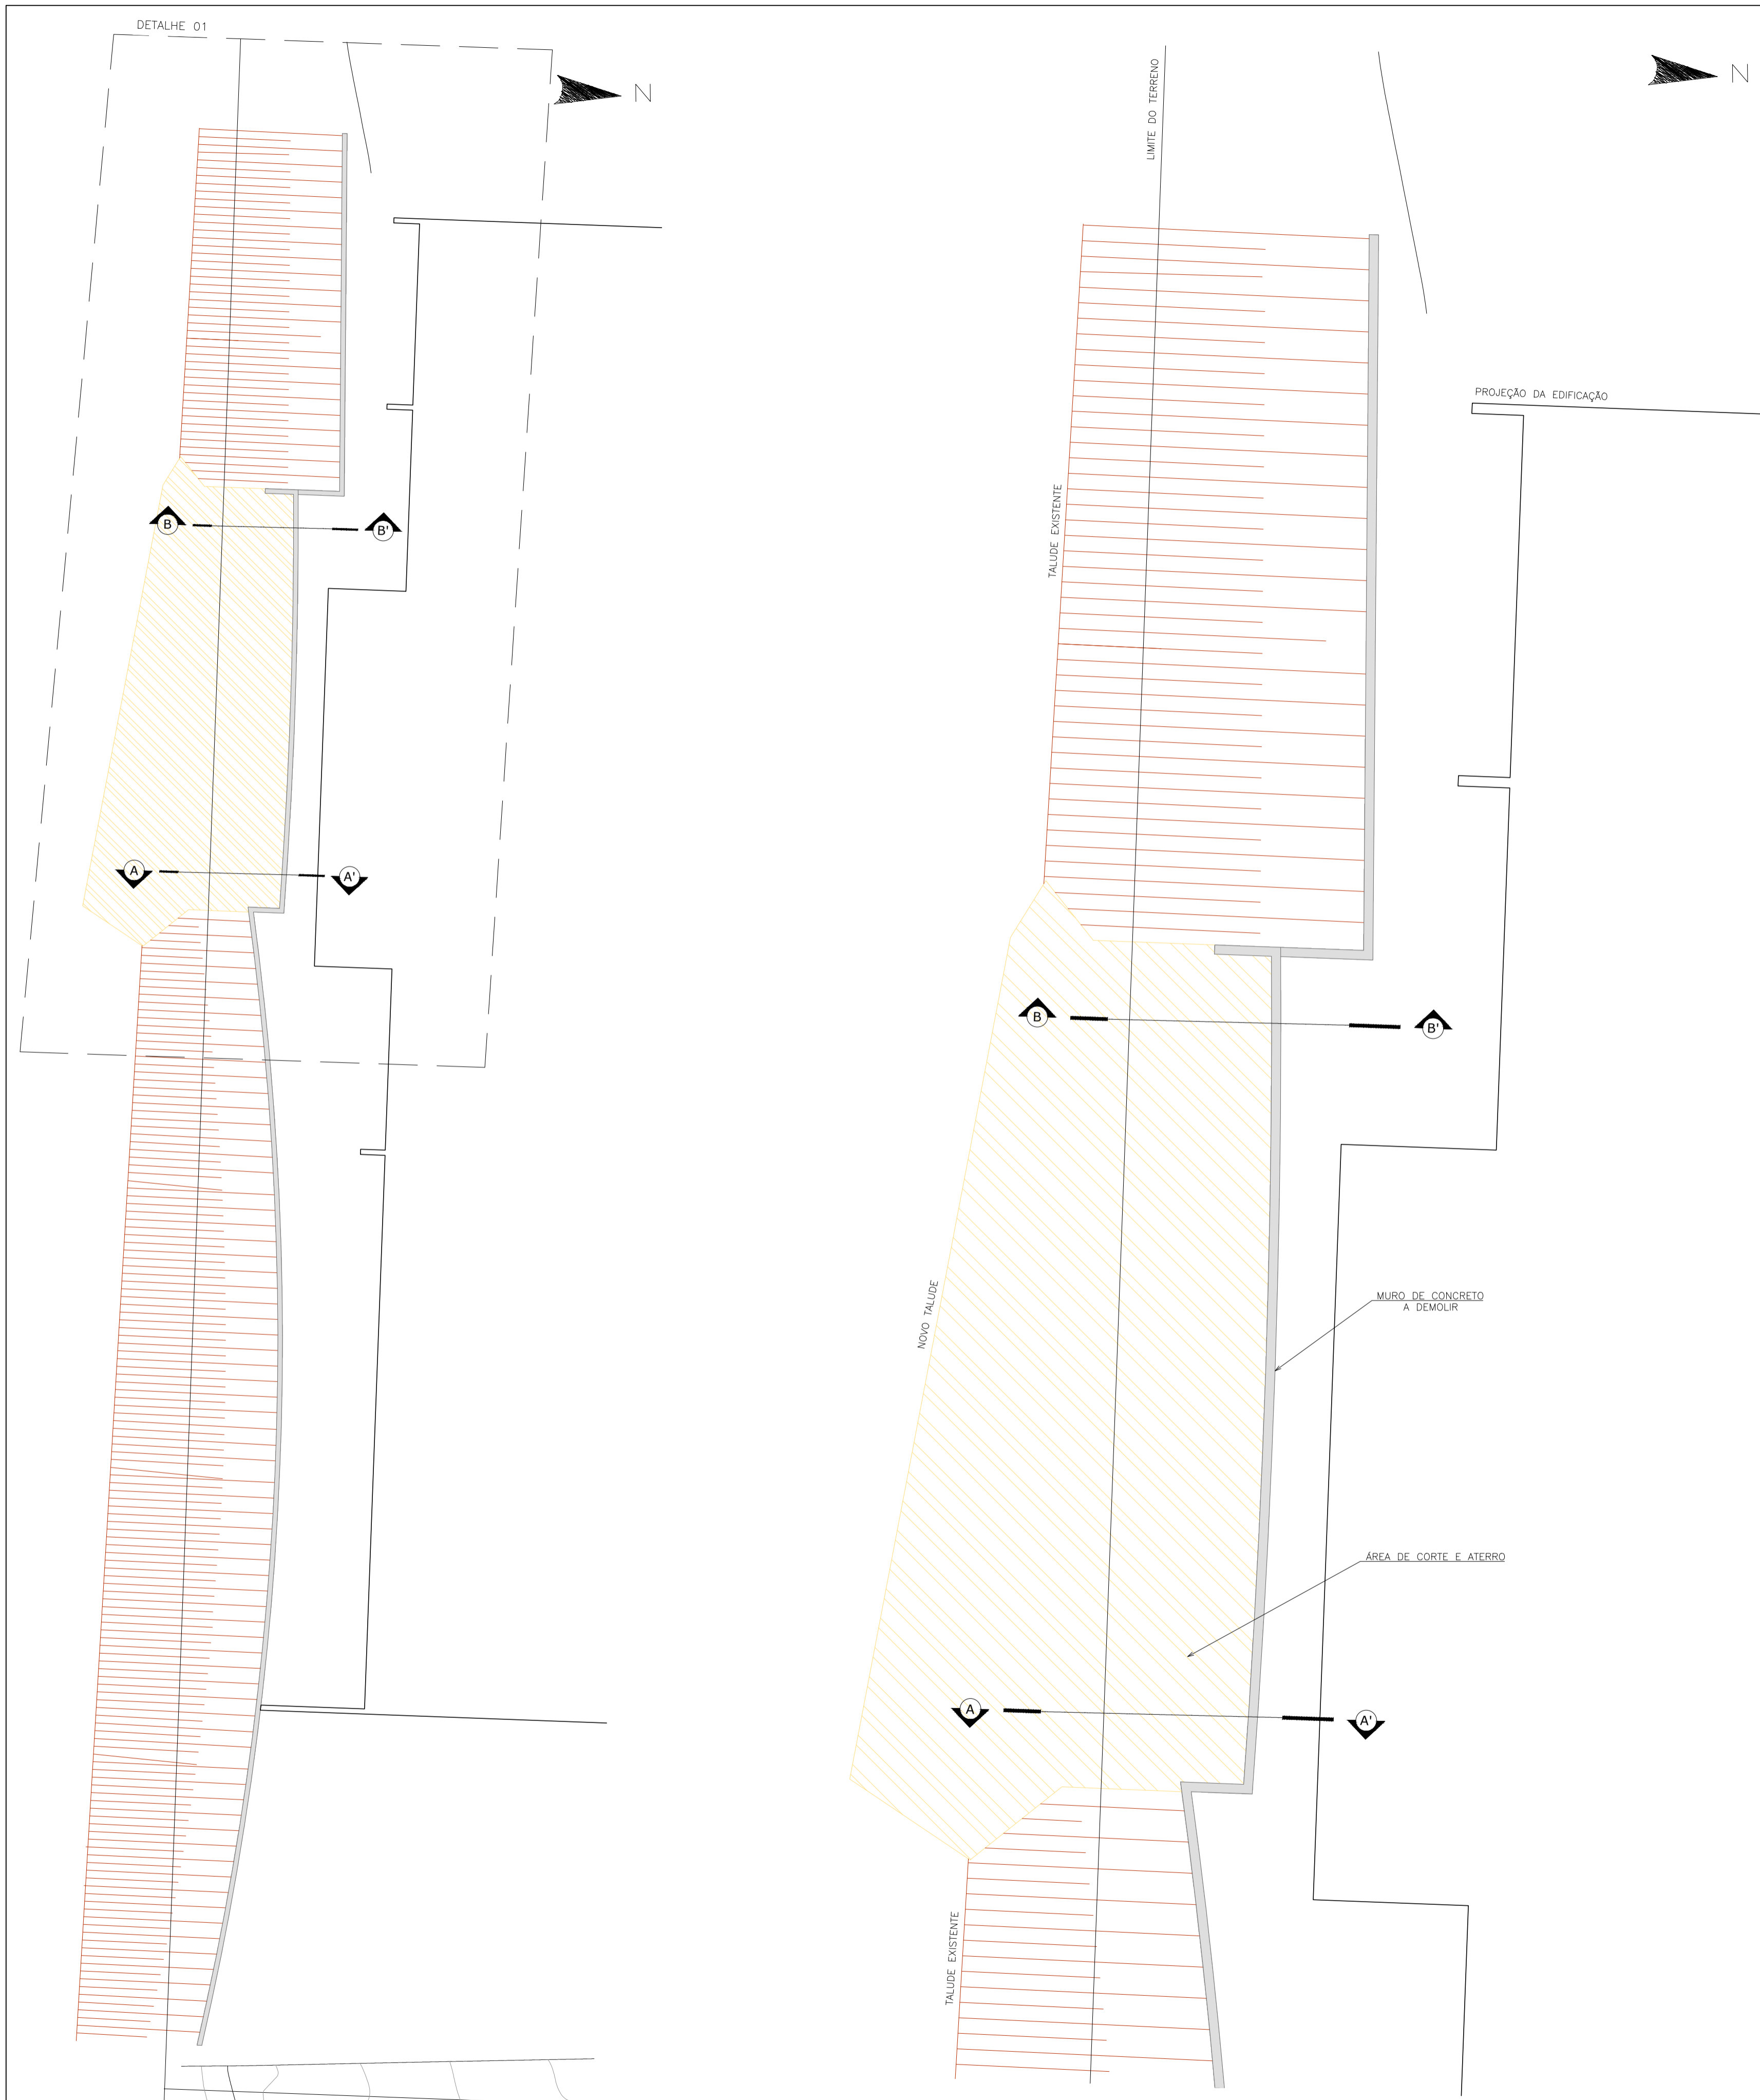 DETALHE 01
N
B
B'
A
A'
LIMITE DO TERRENO
N
PROJEÇÃO DA EDIFICAÇÃO
TALUDE EXISTENTE
B
B'
NOVO TALUDE
MURO DE CONCRETO
A DEMOLIR
ÁREA DE CORTE E ATERRO
A
A'
TALUDE EXISTENTE